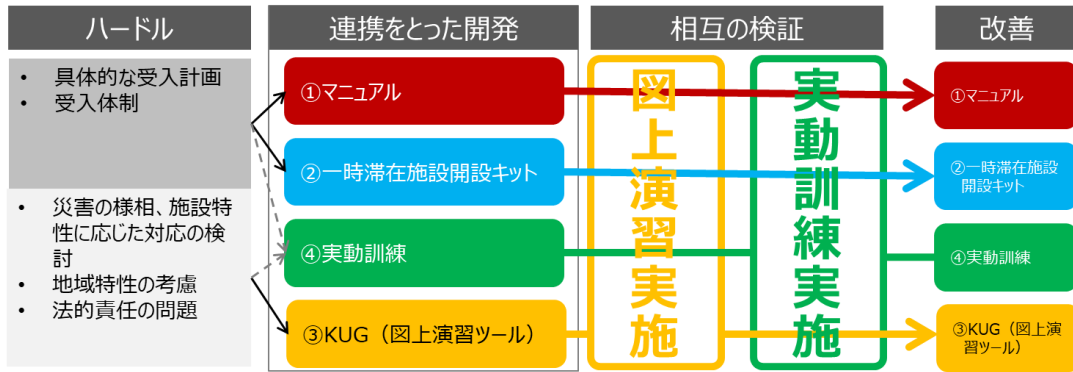 ハードル
連携をとった開発
相互の検証
改善
• 具体的な受入計画
• 受入体制
• 災害の様相、施設特
性に応じた対応の検
討
• 地域特性の考慮
• 法的責任の問題
①マニュアル
②一時滞在施設開設キット
④実動訓練
③KUG（図上演習ツール）
図上演習実施
実動訓練実施
①マニュアル
②一時滞在施設
開設キット
④実動訓練
③KUG（図上演
習ツール）